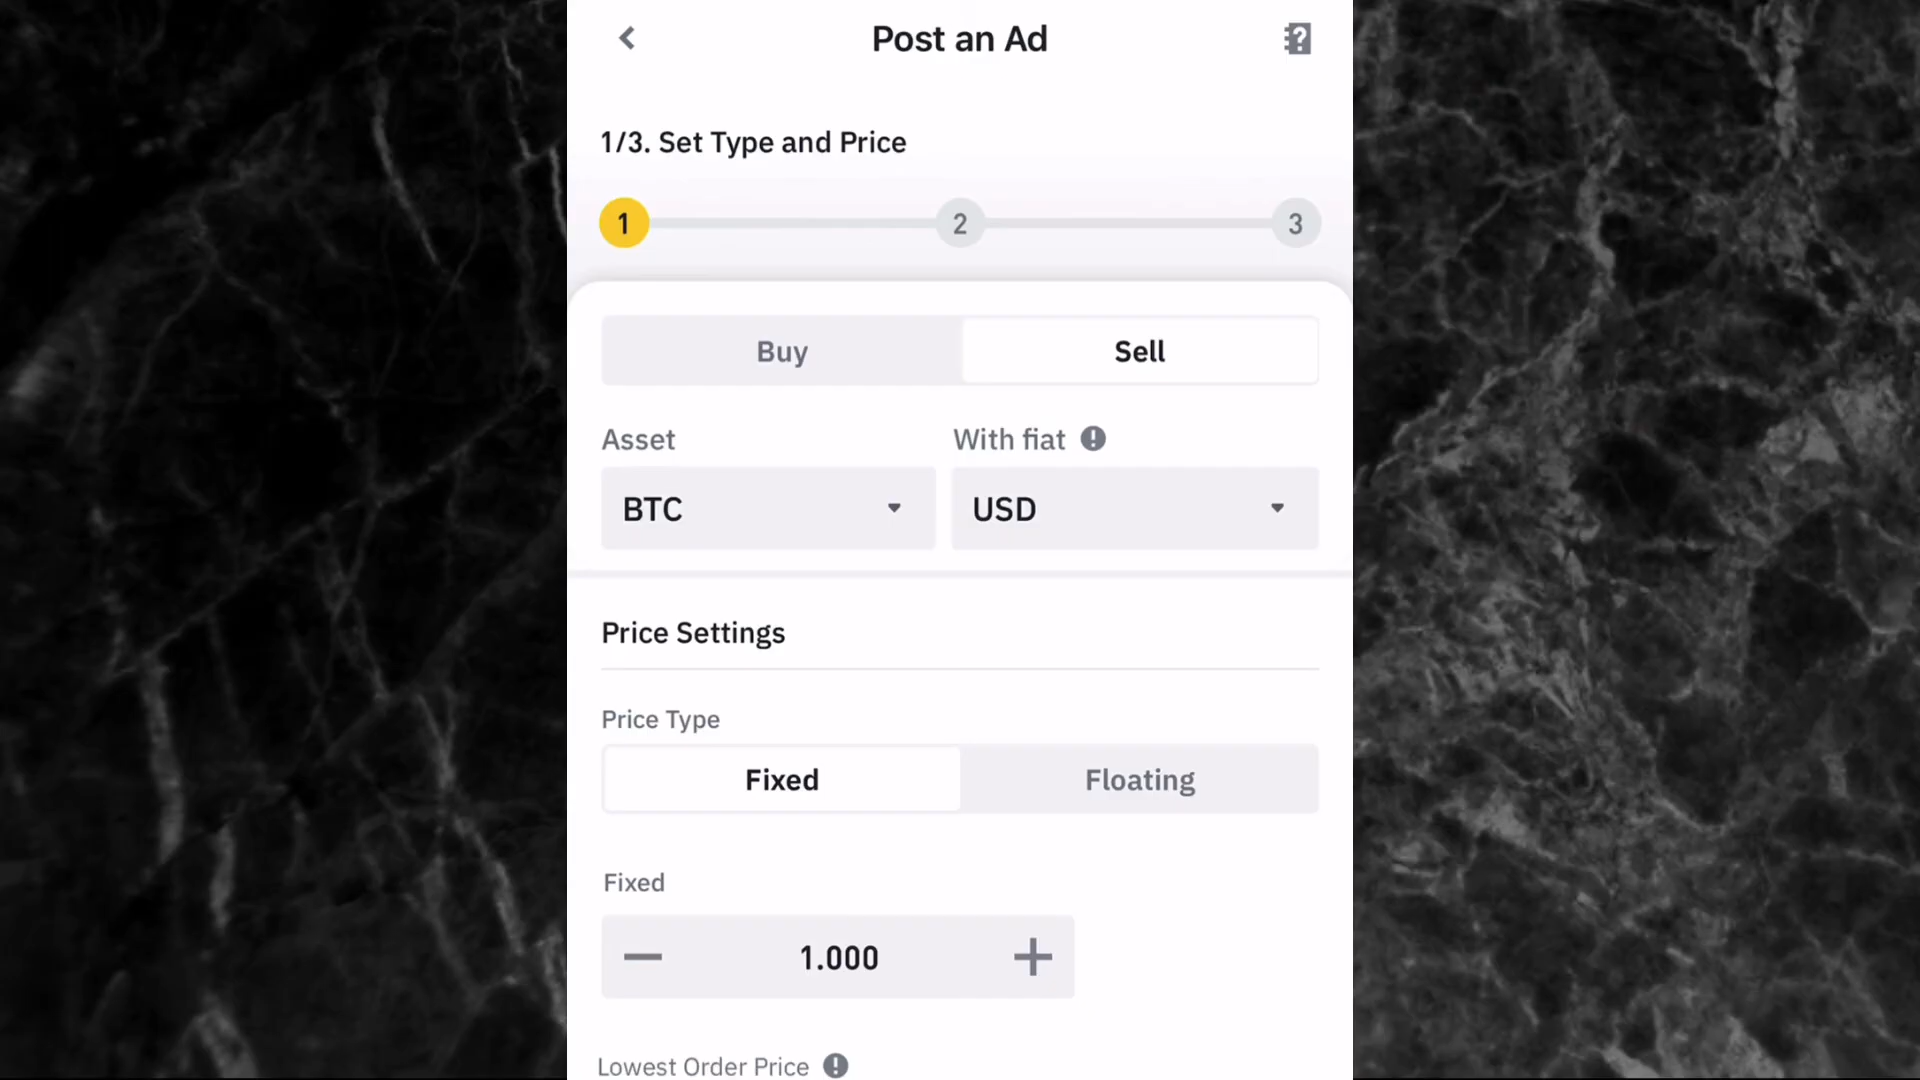 Post an Ad
1/3. Set Type and Price
1 2 3
Buy Sell
Asset With fiat
BTC USD
Price Settings
Price Type
Fixed Floating
Fixed
1.000
Lowest Order Price